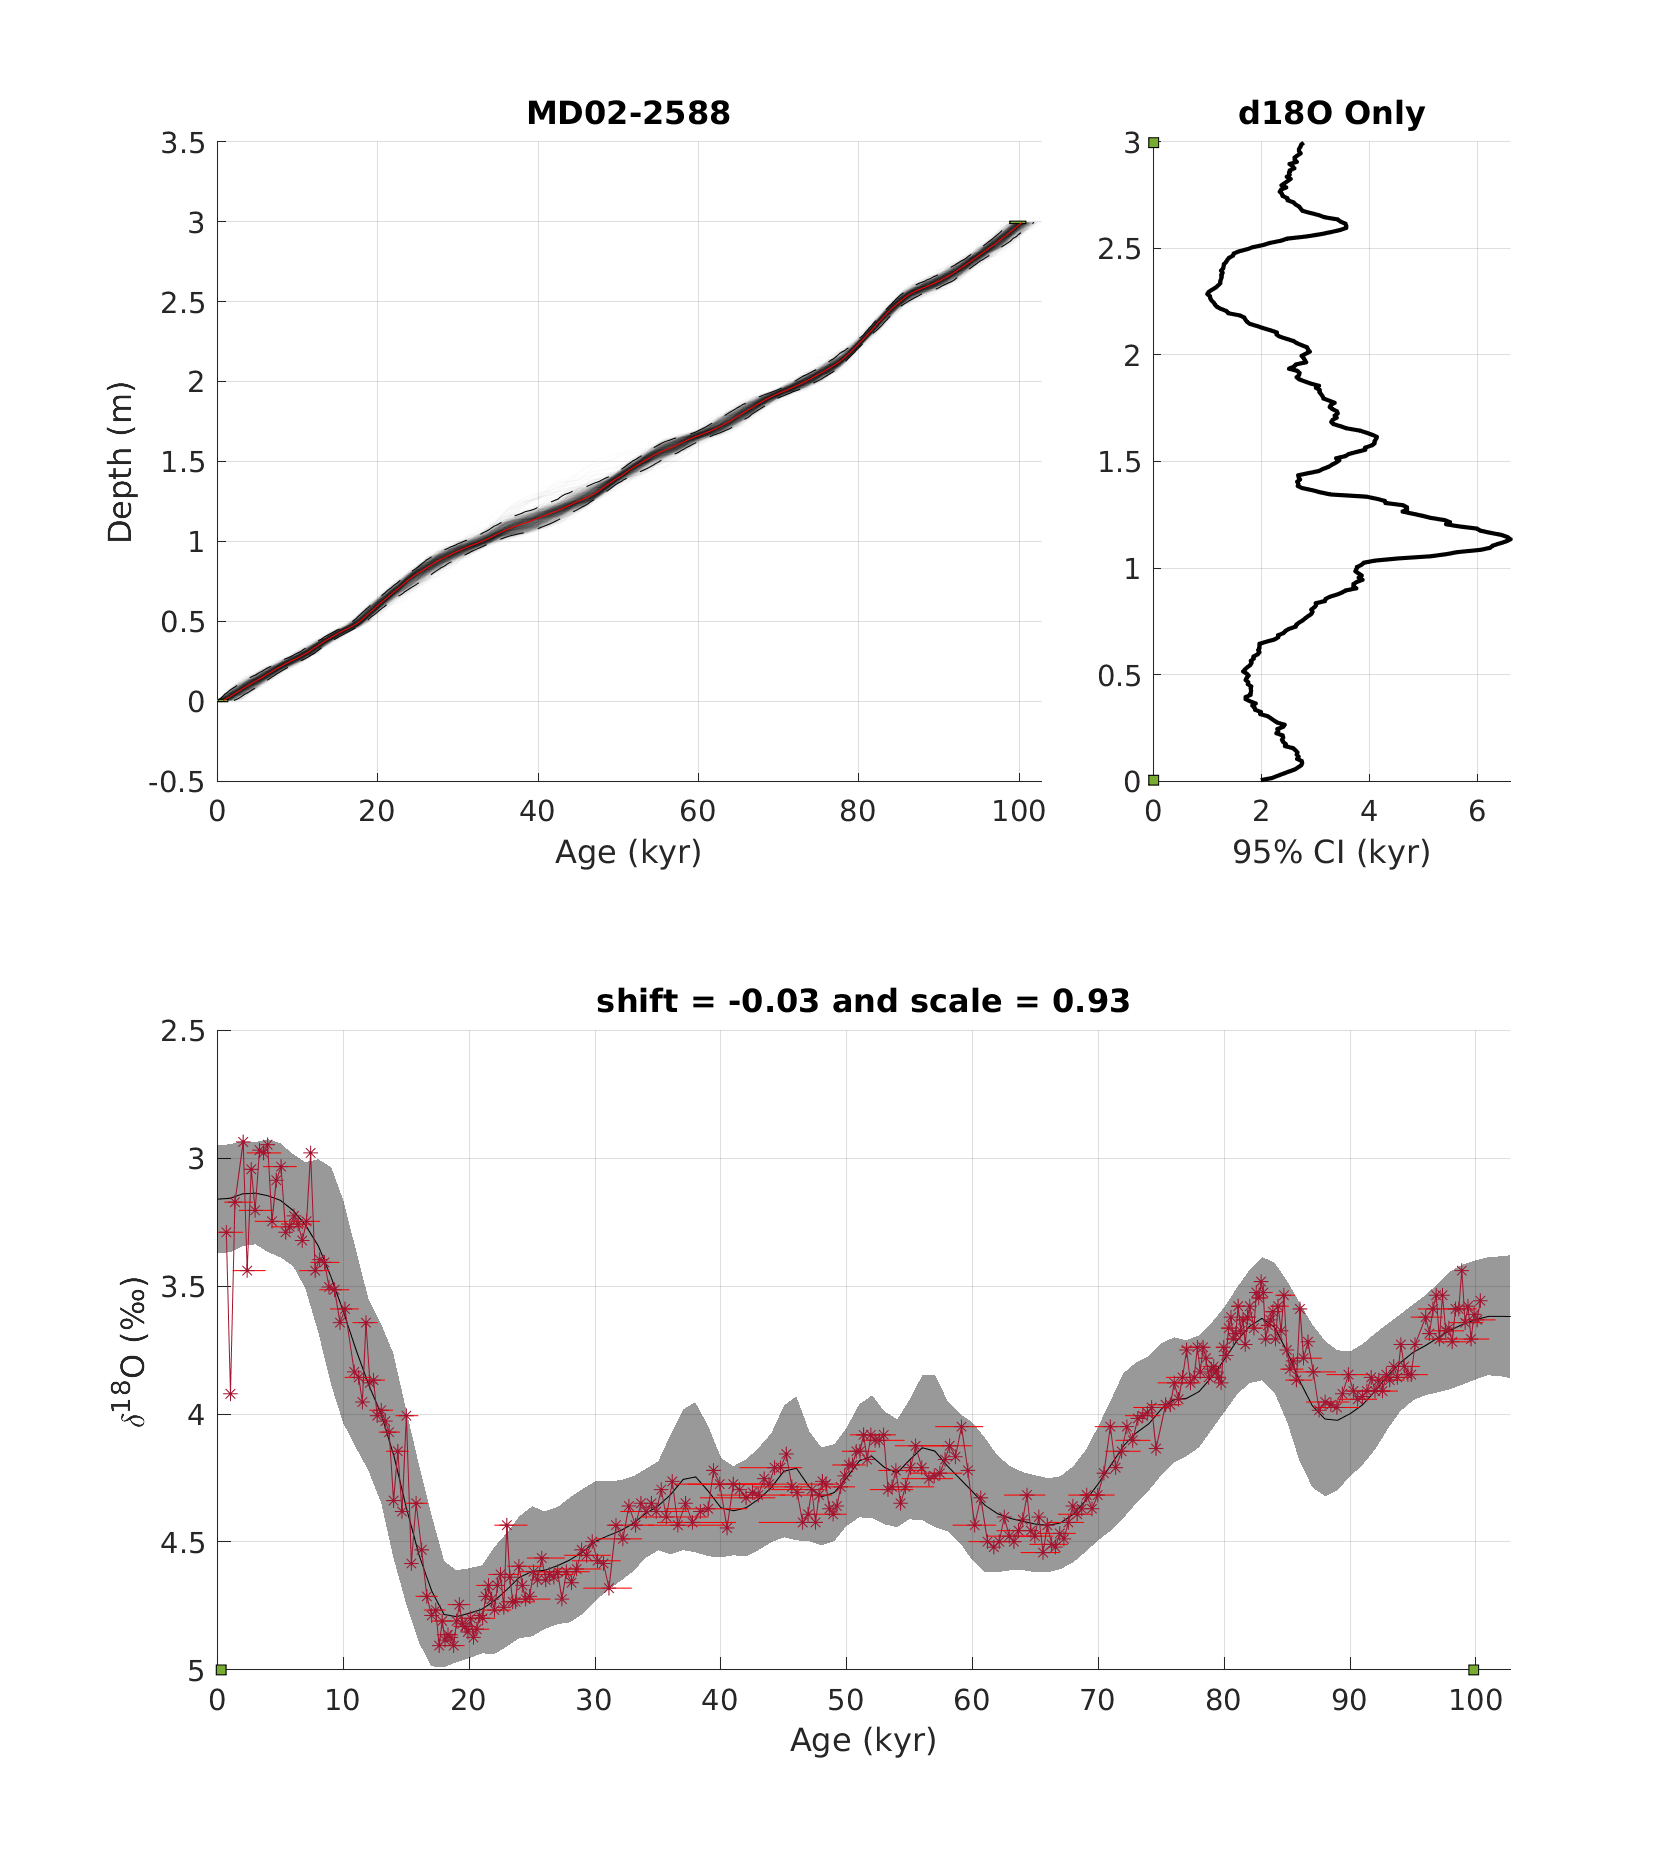 MD02-2588
3.5
3
2.5
2
1.5
1
0.5
0
-0.5
Depth (m)
0 20 40 60 80 100
Age (kyr)
d18O Only
3
2.5
2
1.5
1
0.5
0
0 2 4 6
95% CI (kyr)
shift = -0.03 and scale = 0.93
2.5
3
3.5
4
4.5
5
δ¹⁸O (‰)
0 10 20 30 40 50 60 70 80 90 100
Age (kyr)